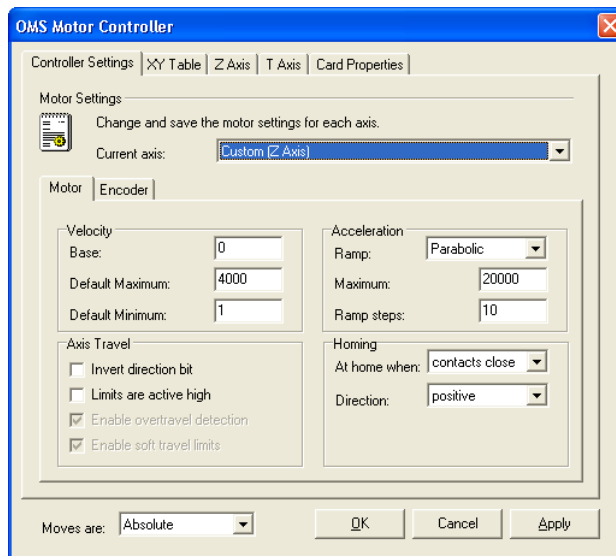 OMS Motor Controller
Controller Settings XY Table Z Axis T Axis Card Properties
Motor Settings
Change and save the motor settings for each axis.
Current axis: Custom (Z Axis)
Motor Encoder
Velocity
Base: 0
Default Maximum: 4000
Default Minimum: 1
Acceleration
Ramp: Parabolic
Maximum: 20000
Ramp steps: 10
Axis Travel
Invert direction bit
Limits are active high
Enable overtravel detection
Enable soft travel limits
Homing
At home when: contacts close
Direction: positive
Moves are: Absolute OK Cancel Apply